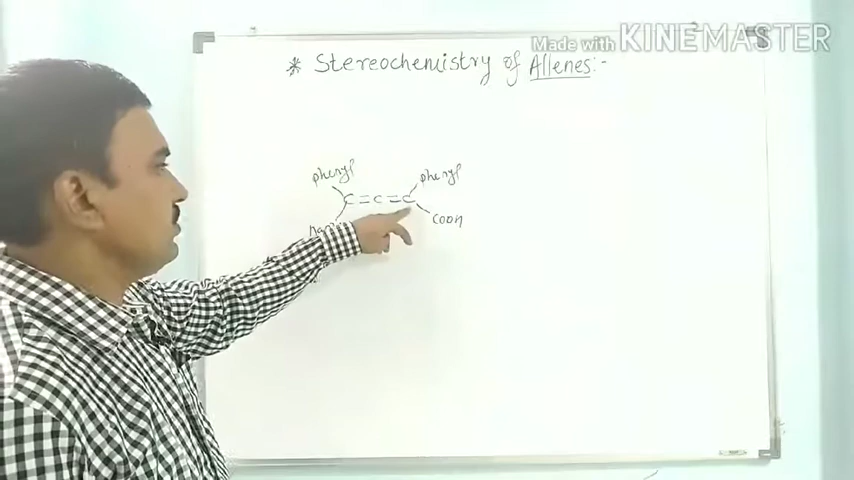 Made with KINEMASTER
* Stereochemistry of Allenes:-
phenyl phenyl
C = C = C
COOH